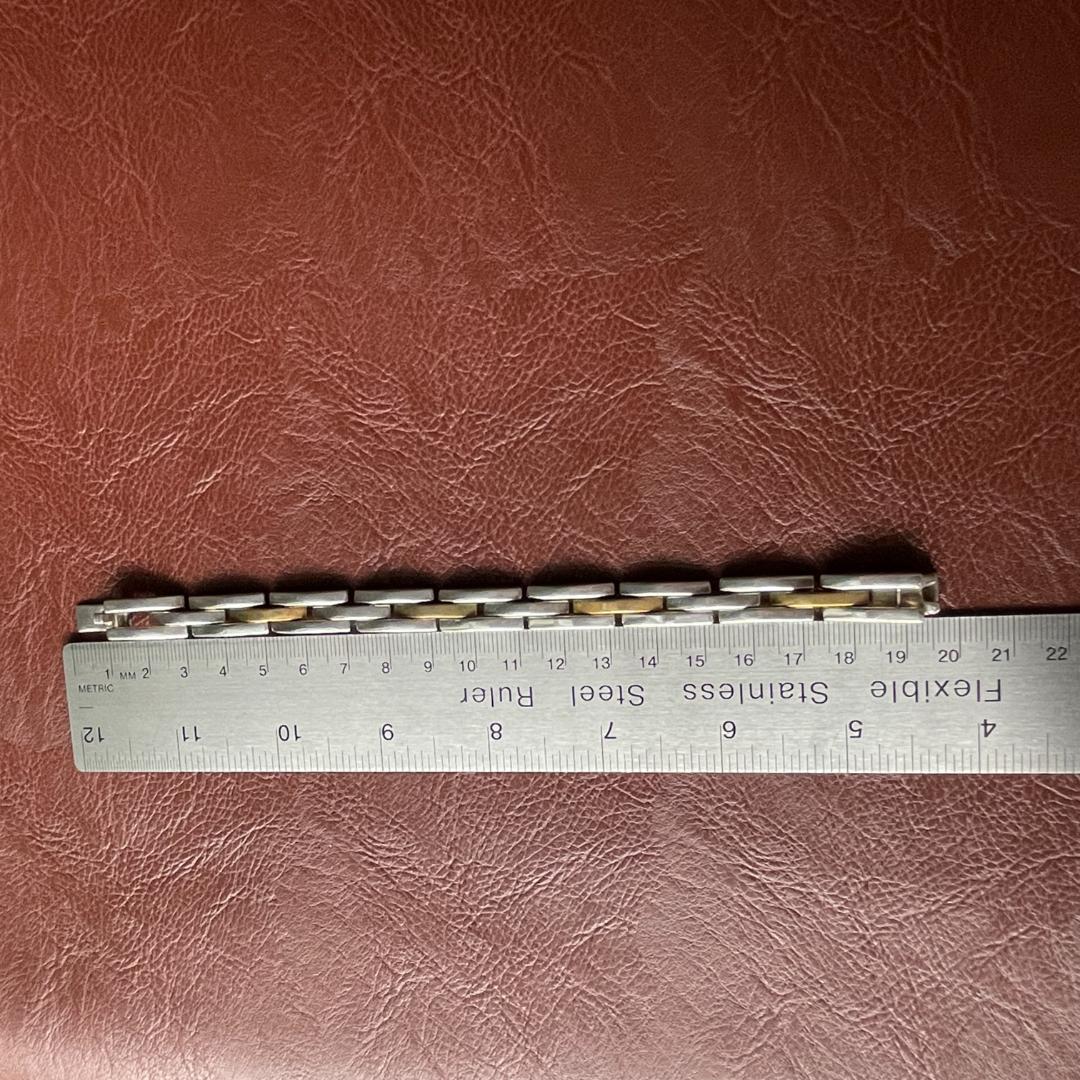 1 MM 2 3 4 5 6 7 8 9 10 11 12 13 14 15 16 17 18 19 20 21 22
METRIC
Flexible Stainless Steel Ruler
4 5 6 7 8 9 10 11 12